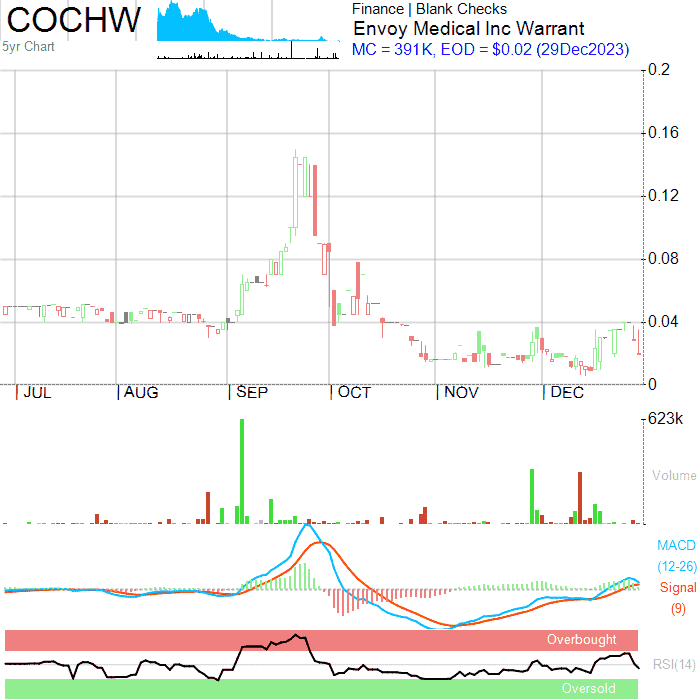 COCHW
5yr Chart
Finance | Blank Checks
Envoy Medical Inc Warrant
MC = 391K, EOD = $0.02 (29Dec2023)
0.2
0.16
0.12
0.08
0.04
0
JUL AUG SEP OCT NOV DEC
623k
Volume
MACD
(12-26)
Signal
(9)
Overbought
RSI(14)
Oversold